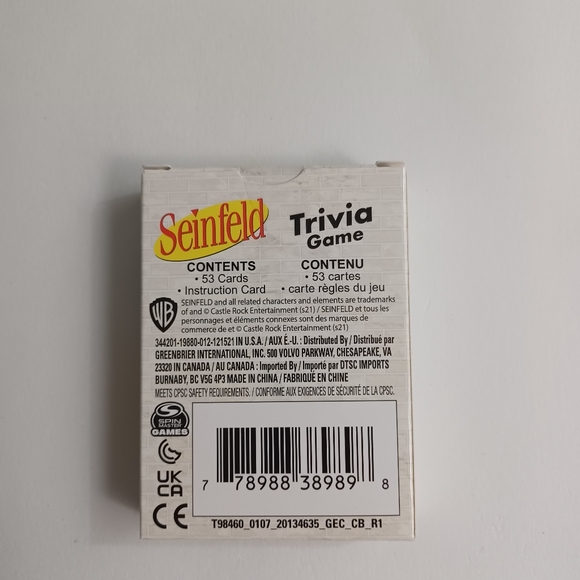 Seinfeld
Trivia
Game
CONTENTS
• 53 Cards
• Instruction Card
CONTENU
• 53 cartes
• carte règles du jeu
WB
SEINFELD and all related characters and elements are trademarks
of and © Castle Rock Entertainment (s21) / SEINFELD et tous les
personnages et éléments connexes sont des marques de
commerce de et © Castle Rock Entertainment (s21)
344201-19880-012-121521 IN U.S.A. / AUX É.-U. : Distributed By / Distribué par
GREENBRIER INTERNATIONAL, INC. 500 VOLVO PARKWAY, CHESAPEAKE, VA
23320 IN CANADA / AU CANADA : Imported By / Importé par DTSC IMPORTS
BURNABY, BC V5G 4P3 MADE IN CHINA / FABRIQUÉ EN CHINE
MEETS CPSC SAFETY REQUIREMENTS. / CONFORME AUX EXIGENCES DE SÉCURITÉ DE LA CPSC.
SPIN
MASTER
GAMES
UK
CA
CE
7 78988 38989 8
T98460_0107_20134635_GEC_CB_R1